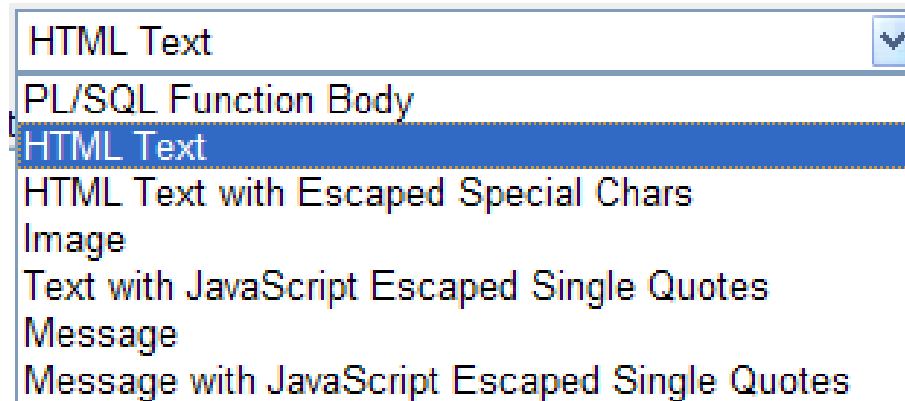 HTML Text
PL/SQL Function Body
HTML Text
HTML Text with Escaped Special Chars
Image
Text with JavaScript Escaped Single Quotes
Message
Message with JavaScript Escaped Single Quotes